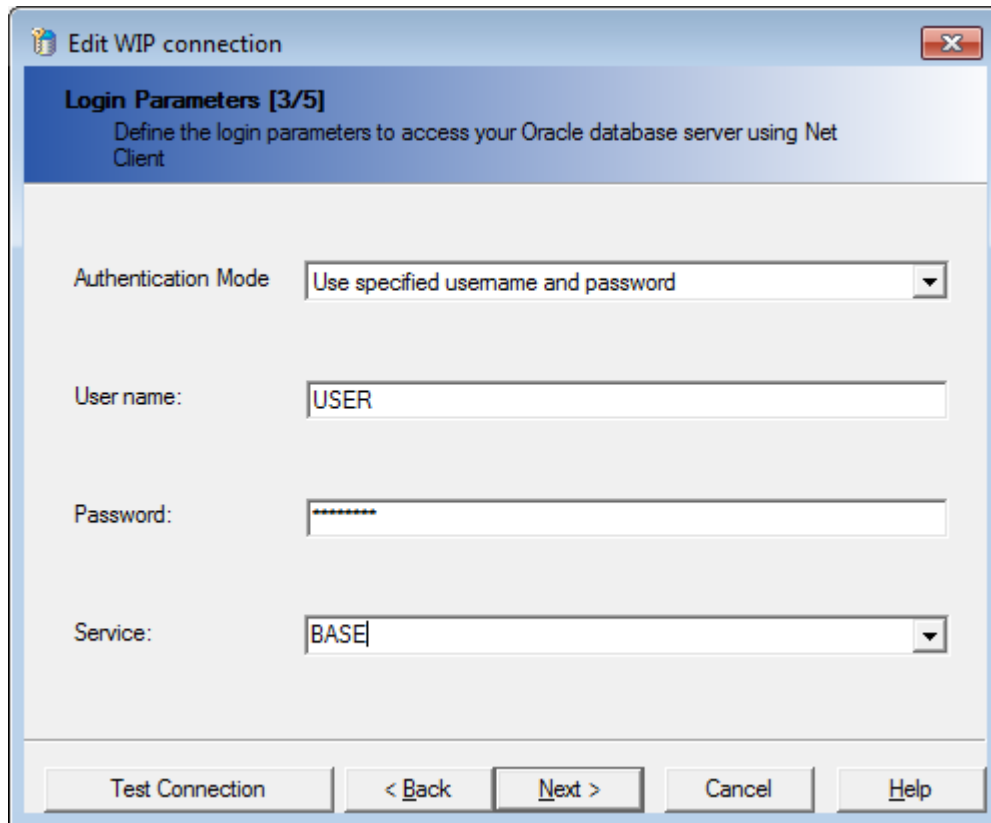 Edit WIP connection
Login Parameters [3/5]
Define the login parameters to access your Oracle database server using Net
Client
Authentication Mode
Use specified username and password
User name:
USER
Password:
********
Service:
BASE
Test Connection
< Back
Next >
Cancel
Help